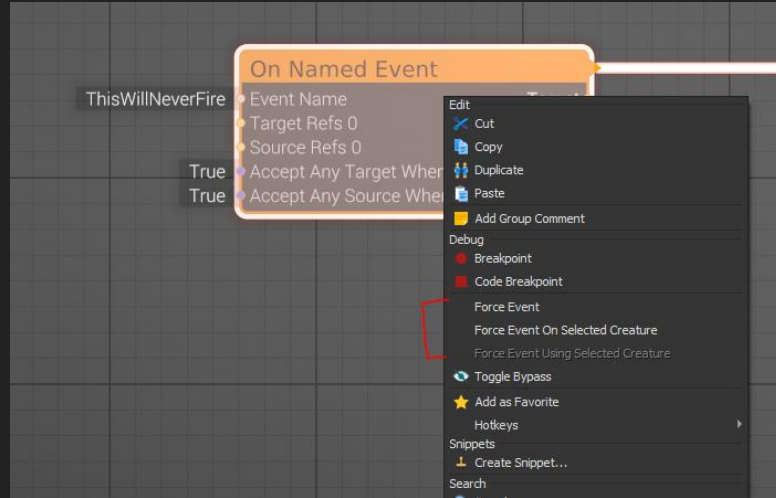 On Named Event
ThisWillNeverFire Event Name
Target Refs 0
Source Refs 0
True Accept Any Target Wher
True Accept Any Source Wher
Edit
Cut
Copy
Duplicate
Paste
Add Group Comment
Debug
Breakpoint
Code Breakpoint
Force Event
Force Event On Selected Creature
Force Event Using Selected Creature
Toggle Bypass
Add as Favorite
Hotkeys
Snippets
Create Snippet...
Search